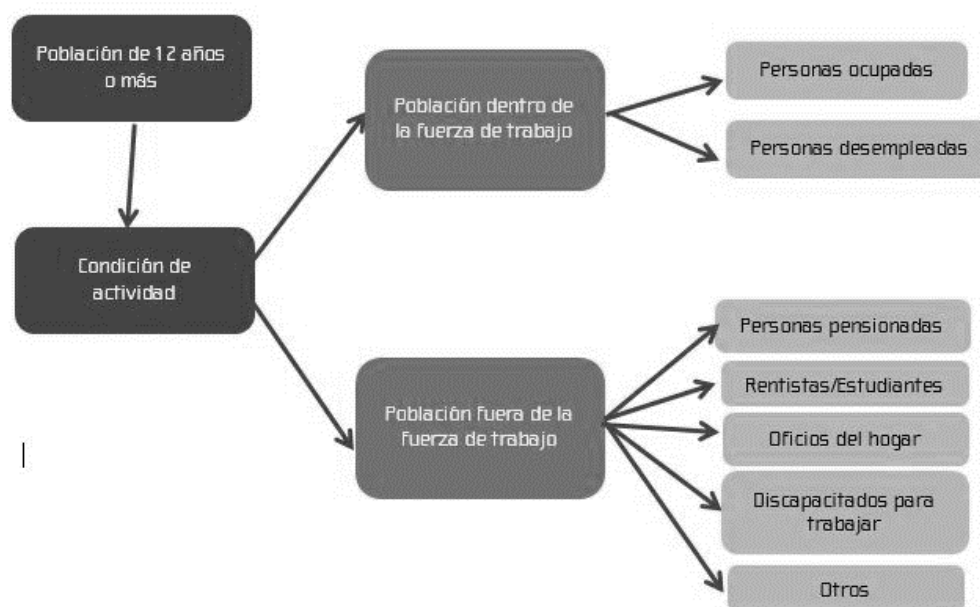 Población de 12 años
o más
Condición de
actividad
Población dentro de
la fuerza de trabajo
Personas ocupadas
Personas desempleadas
Población fuera de la
fuerza de trabajo
Personas pensionadas
Rentistas/Estudiantes
Oficios del hogar
Discapacitados para
trabajar
Otros